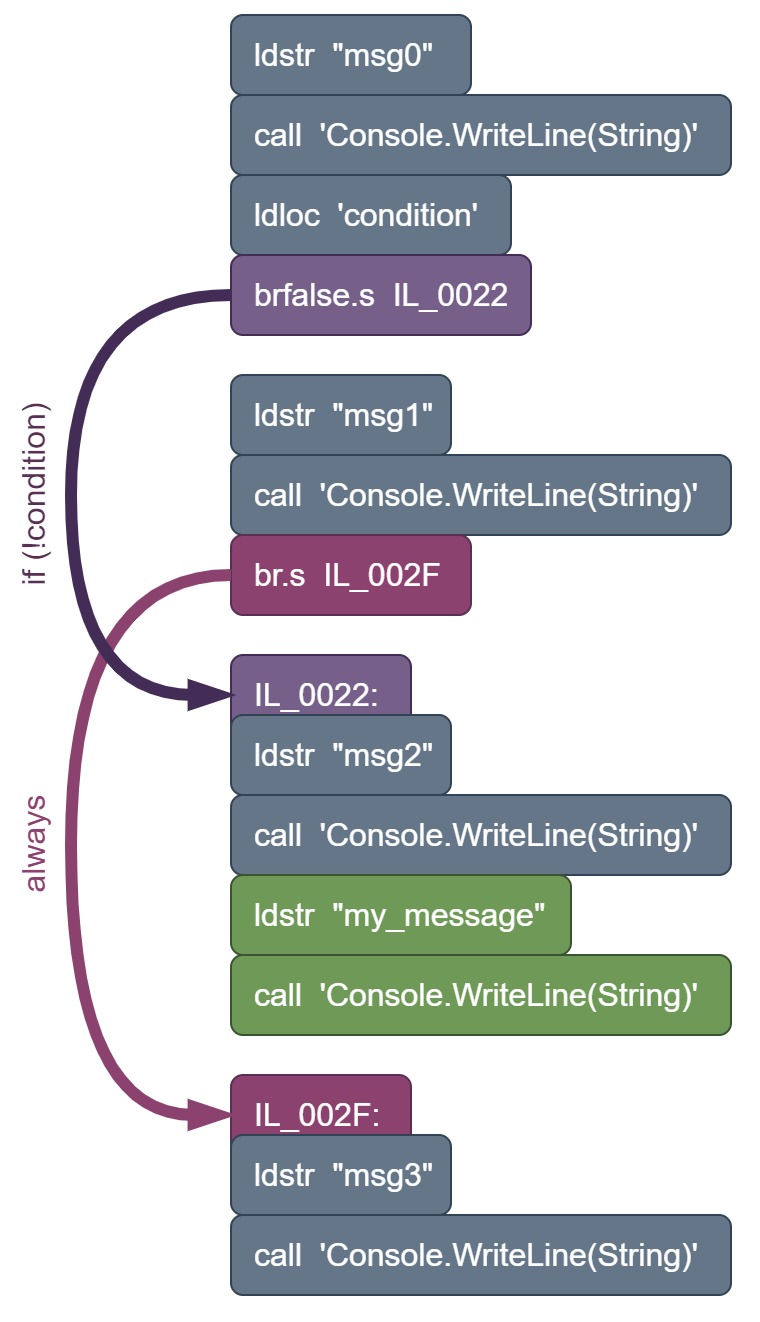 ldstr "msg0"
call 'Console.WriteLine(String)'
ldloc 'condition'
brfalse.s IL_0022
if (!condition)
ldstr "msg1"
call 'Console.WriteLine(String)'
br.s IL_002F
IL_0022:
ldstr "msg2"
always
call 'Console.WriteLine(String)'
ldstr "my_message"
call 'Console.WriteLine(String)'
IL_002F:
ldstr "msg3"
call 'Console.WriteLine(String)'